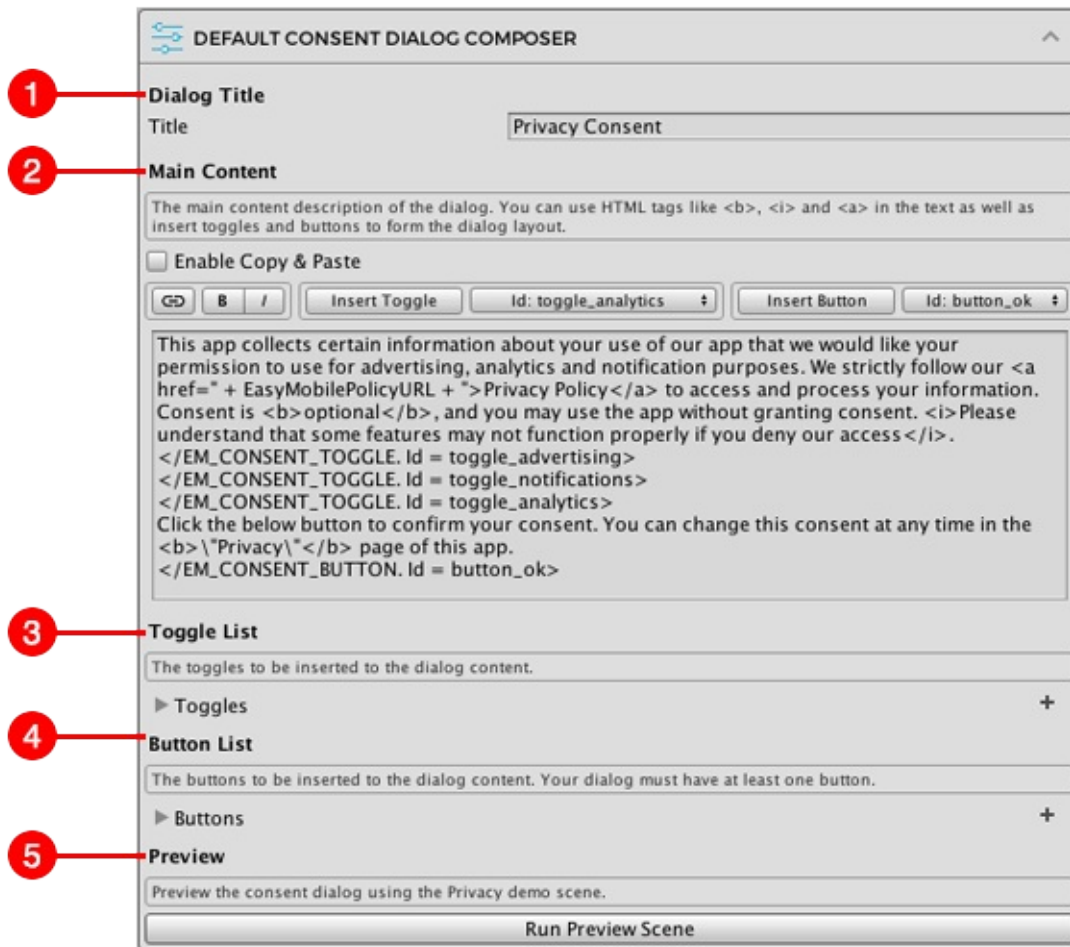 DEFAULT CONSENT DIALOG COMPOSER
1
Dialog Title
Title
Privacy Consent
2
Main Content
The main content description of the dialog. You can use HTML tags like <b>, <i> and <a> in the text as well as
insert toggles and buttons to form the dialog layout.
Enable Copy & Paste
B I Insert Toggle Id: toggle_analytics Insert Button Id: button_ok
This app collects certain information about your use of our app that we would like your
permission to use for advertising, analytics and notification purposes. We strictly follow our <a
href=" + EasyMobilePolicyURL + ">Privacy Policy</a> to access and process your information.
Consent is <b>optional</b>, and you may use the app without granting consent. <i>Please
understand that some features may not function properly if you deny our access</i>.
</EM_CONSENT_TOGGLE. Id = toggle_advertising>
</EM_CONSENT_TOGGLE. Id = toggle_notifications>
</EM_CONSENT_TOGGLE. Id = toggle_analytics>
Click the below button to confirm your consent. You can change this consent at any time in the
<b>\"Privacy\"</b> page of this app.
</EM_CONSENT_BUTTON. Id = button_ok>
3
Toggle List
The toggles to be inserted to the dialog content.
Toggles +
4
Button List
The buttons to be inserted to the dialog content. Your dialog must have at least one button.
Buttons +
5
Preview
Preview the consent dialog using the Privacy demo scene.
Run Preview Scene